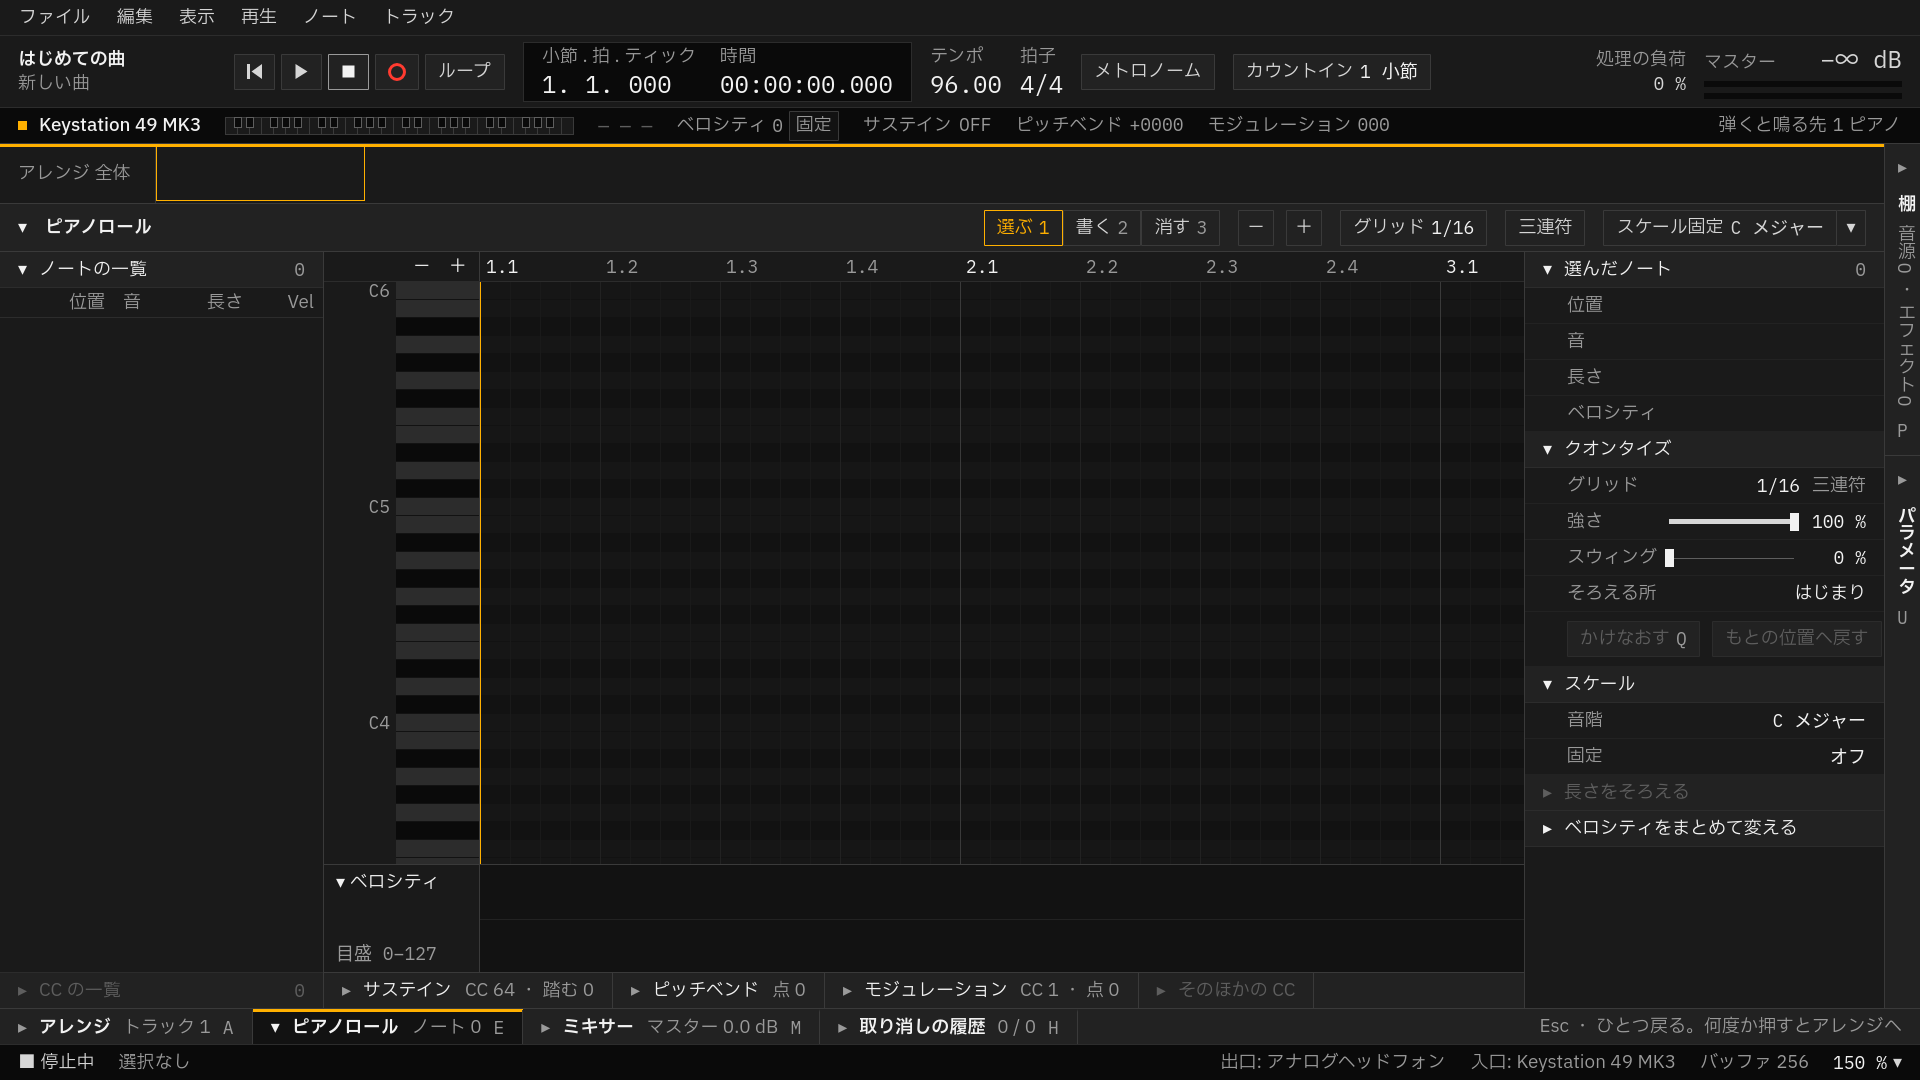 ファイル 編集 表示 再生 ノート トラック
はじめての曲
新しい曲
ループ
小節 . 拍 . ティック 時間
1. 1. 000 00:00:00.000
テンポ 拍子
96.00 4/4
メトロノーム
カウントイン 1 小節
処理の負荷
0 %
マスター −∞ dB
Keystation 49 MK3
– – –
ベロシティ 0 固定
サステイン OFF
ピッチベンド +0000
モジュレーション 000
弾くと鳴る先 1 ピアノ
アレンジ 全体
▼ ピアノロール
選ぶ 1 書く 2 消す 3
− +
グリッド 1/16
三連符
スケール固定 C メジャー ▼
▼ ノートの一覧 0
位置 音 長さ Vel
− +
1.1 1.2 1.3 1.4 2.1 2.2 2.3 2.4 3.1
C6
C5
C4
▼ ベロシティ
目盛 0–127
▼ 選んだノート 0
位置
音
長さ
ベロシティ
▼ クオンタイズ
グリッド 1/16 三連符
強さ 100 %
スウィング 0 %
そろえる所 はじまり
かけなおす Q もとの位置へ戻す
▼ スケール
音階 C メジャー
固定 オフ
▶ 長さをそろえる
▶ ベロシティをまとめて変える
▶ 棚 音源 0 · エフェクト 0 P
▶ パラメータ U
▶ CC の一覧 0
▶ サステイン CC 64 · 踏む 0
▶ ピッチベンド 点 0
▶ モジュレーション CC 1 · 点 0
▶ そのほかの CC
▶ アレンジ トラック 1 A
▼ ピアノロール ノート 0 E
▶ ミキサー マスター 0.0 dB M
▶ 取り消しの履歴 0 / 0 H
Esc · ひとつ戻る。何度か押すとアレンジへ
停止中 選択なし
出口: アナログヘッドフォン 入口: Keystation 49 MK3 バッファ 256 150 % ▼